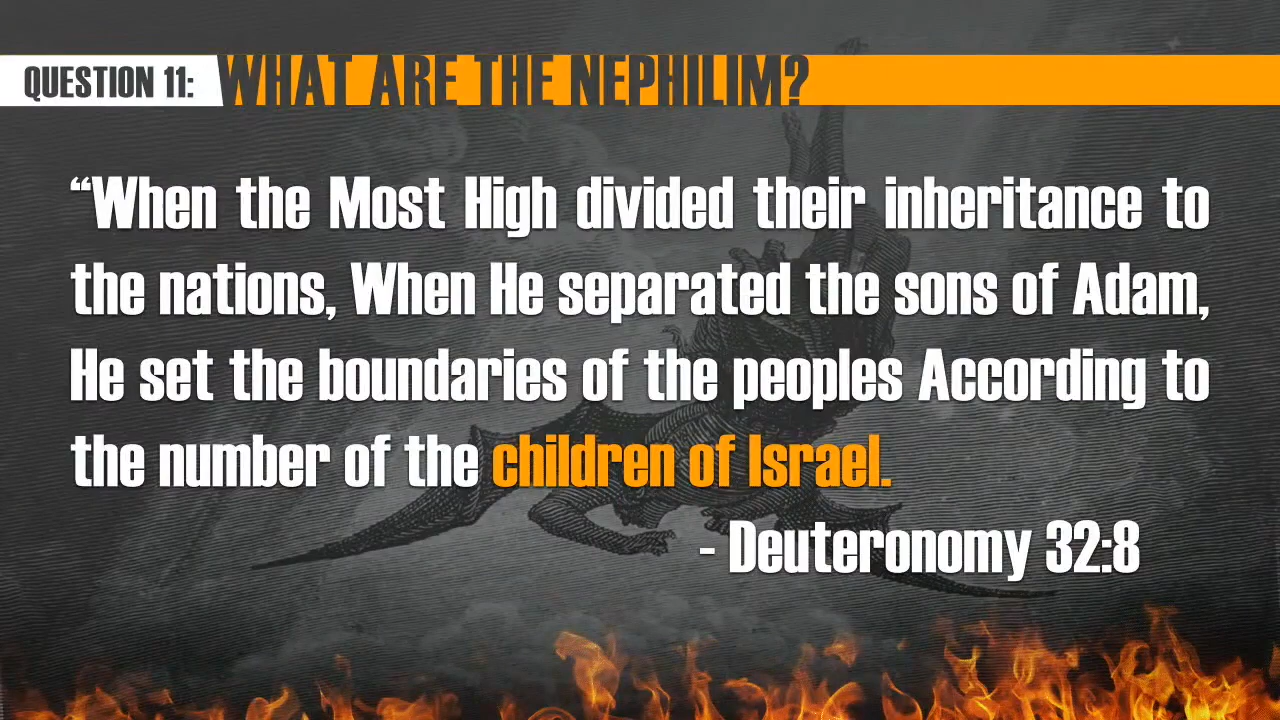 QUESTION 11: WHAT ARE THE NEPHILIM?
“When the Most High divided their inheritance to
the nations, When He separated the sons of Adam,
He set the boundaries of the peoples According to
the number of the children of Israel.
- Deuteronomy 32:8